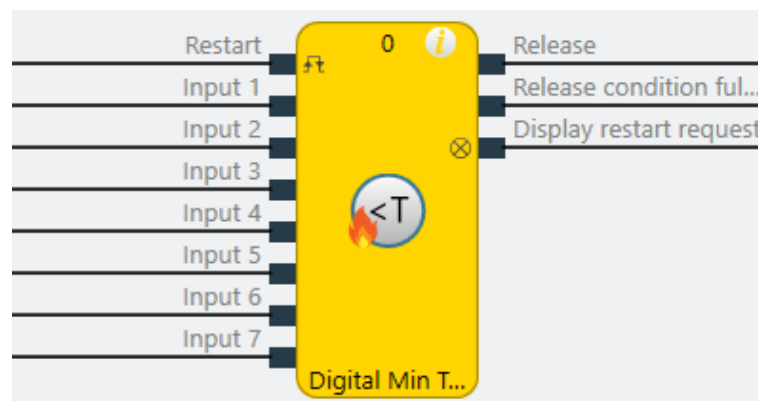 Restart
0
i
Release
Input 1
Release condition ful...
Input 2
Display restart request
Input 3
<T
Input 4
Input 5
Input 6
Input 7
Digital Min T...